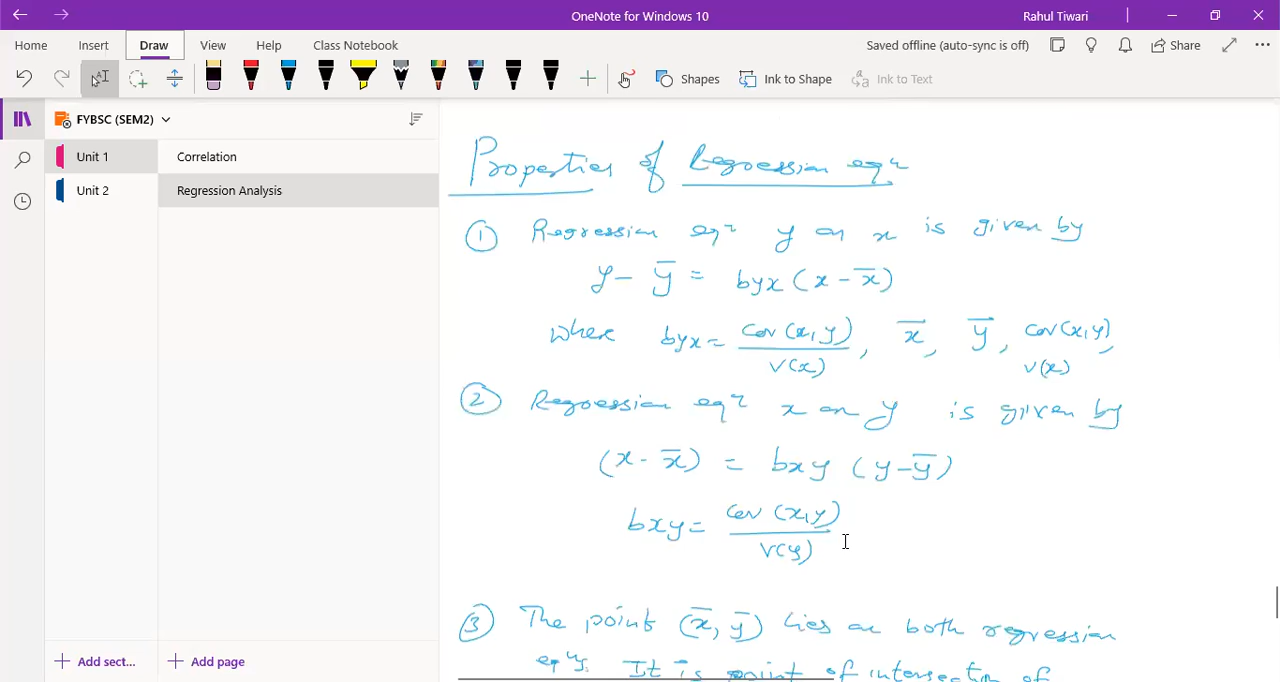 OneNote for Windows 10
Rahul Tiwari
Home Insert Draw View Help Class Notebook
Saved offline (auto-sync is off) Share
Shapes Ink to Shape Ink to Text
FYBSC (SEM2)
Unit 1
Unit 2
Correlation
Regression Analysis
Add sect...
Add page
Properties of Regression eqⁿ
① Regression eqⁿ y on x is given by
y - ȳ = byx (x - x̄)
Where byx = cov(x,y) / V(x), x̄, ȳ, cov(x,y), V(x)
② Regression eqⁿ x on y is given by
(x - x̄) = bxy (y - ȳ)
bxy = cov(x,y) / V(y)
③ The point (x̄, ȳ) lies on both regression
eqⁿs. It is point of intersection of